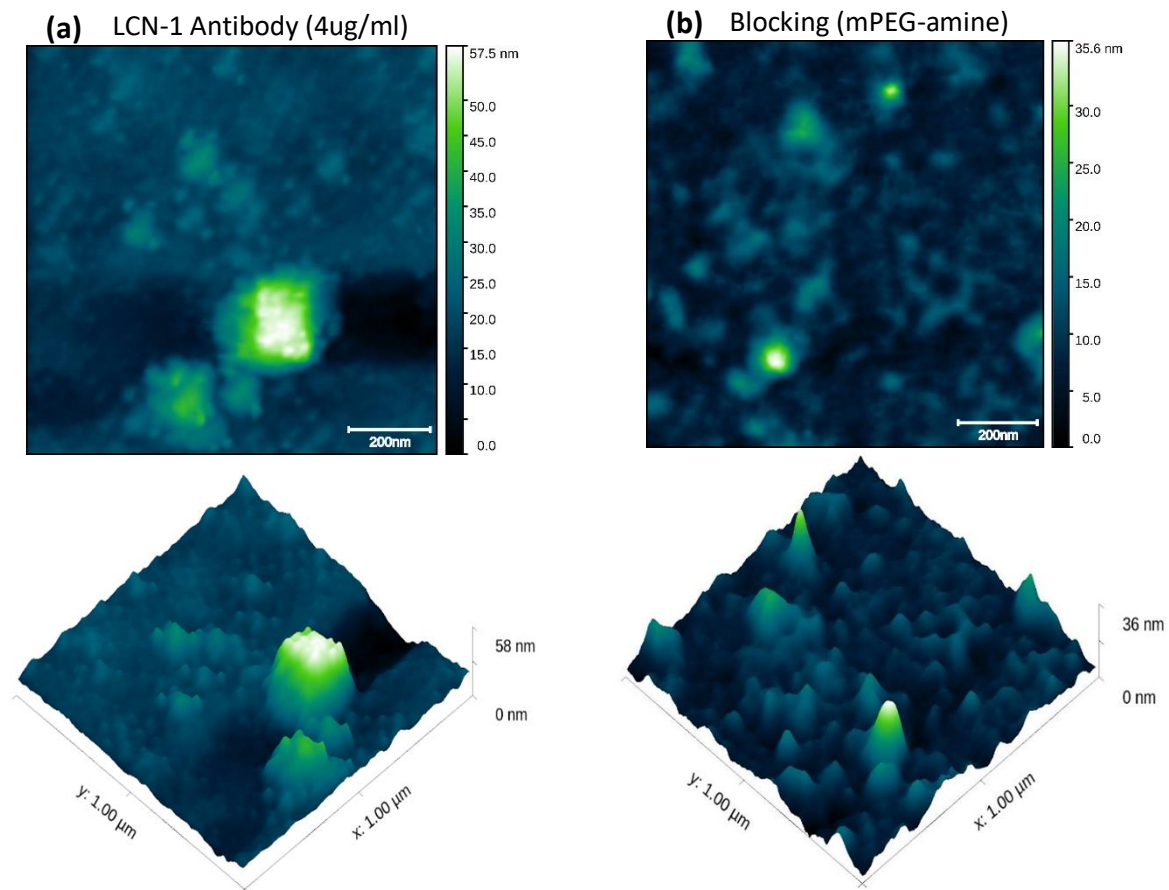 (a) LCN-1 Antibody (4ug/ml)
57.5 nm
50.0
45.0
40.0
35.0
30.0
25.0
20.0
15.0
10.0
0.0
200nm
(b) Blocking (mPEG-amine)
35.6 nm
30.0
25.0
20.0
15.0
10.0
5.0
0.0
200nm
58 nm
0 nm
y: 1.00 µm
x: 1.00 µm
36 nm
0 nm
y: 1.00 µm
x: 1.00 µm